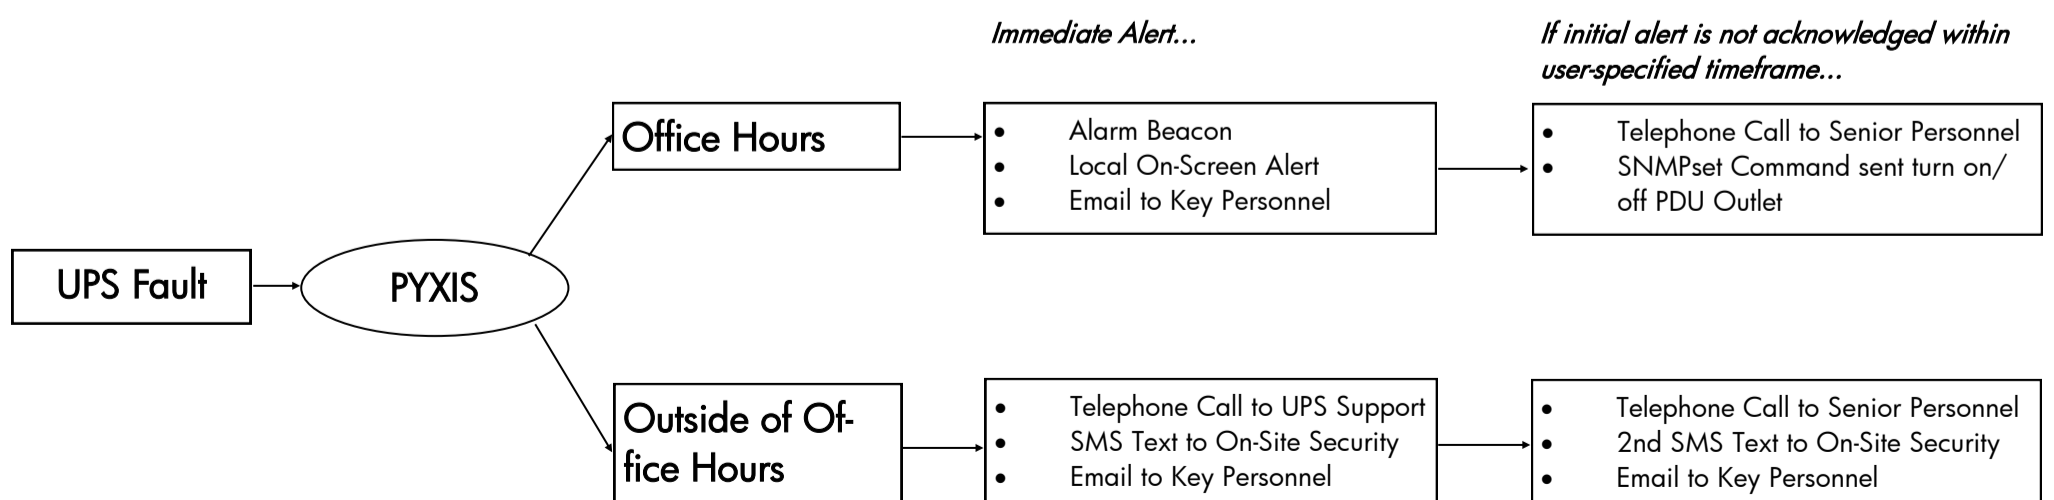 Immediate Alert...
If initial alert is not acknowledged within
user-specified timeframe...
Office Hours
• Alarm Beacon
• Local On-Screen Alert
• Email to Key Personnel
• Telephone Call to Senior Personnel
• SNMPset Command sent turn on/
off PDU Outlet
UPS Fault
PYXIS
Outside of Of-
fice Hours
• Telephone Call to UPS Support
• SMS Text to On-Site Security
• Email to Key Personnel
• Telephone Call to Senior Personnel
• 2nd SMS Text to On-Site Security
• Email to Key Personnel